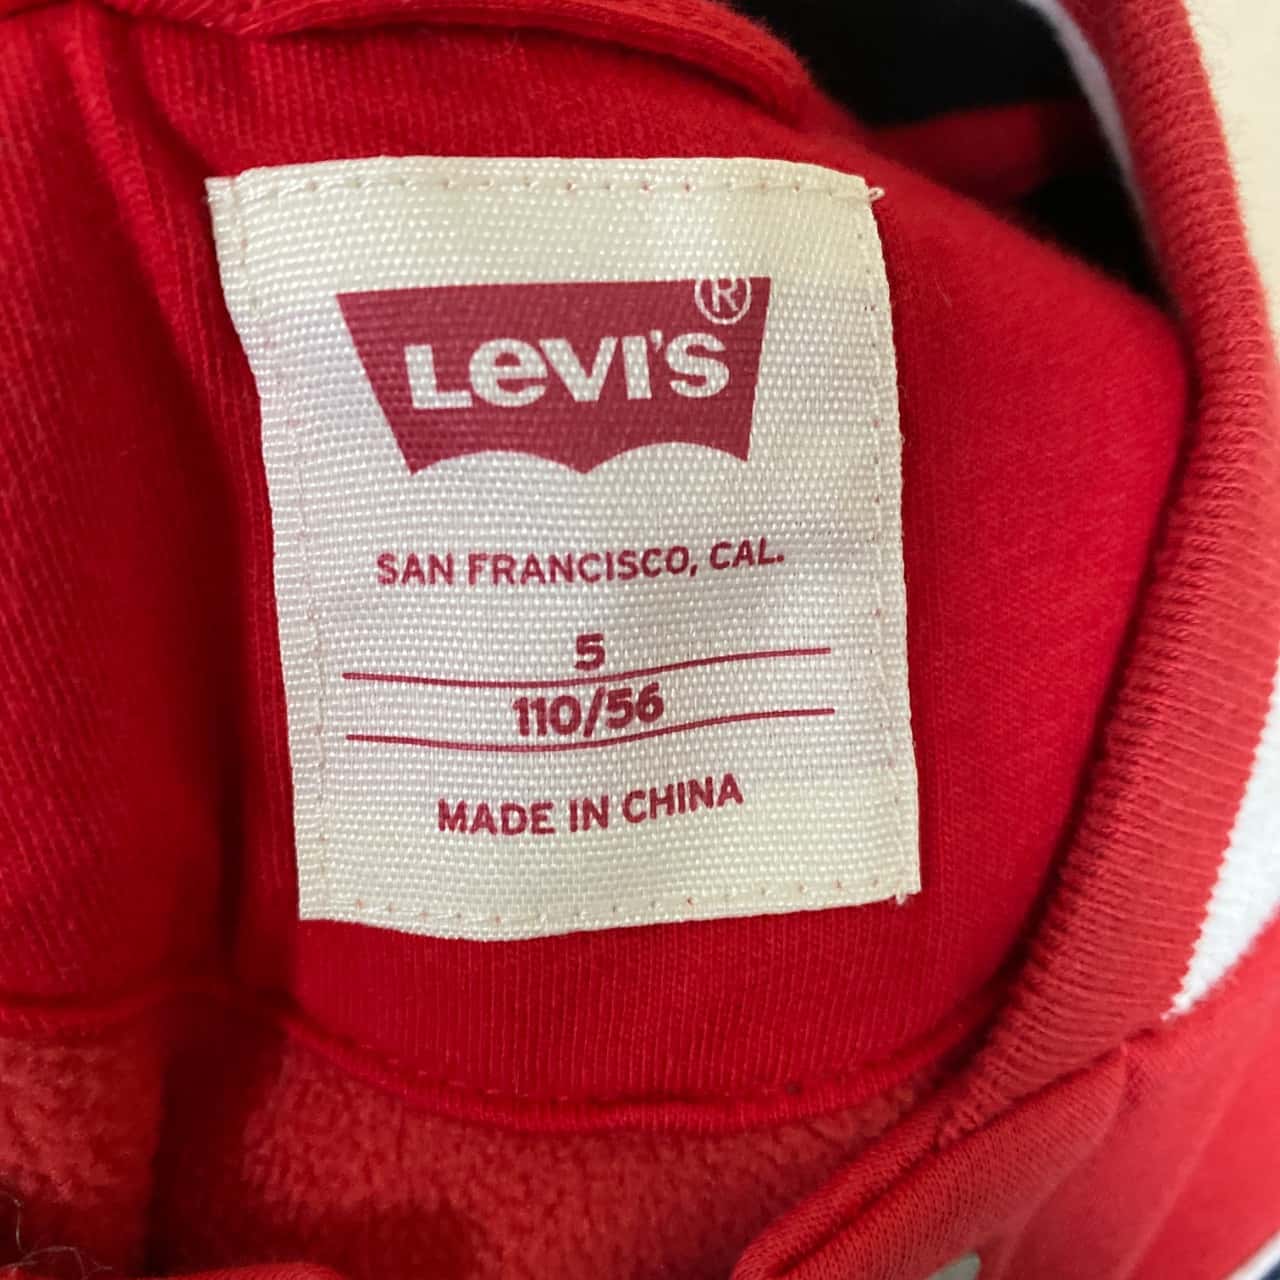 LEVI'S ®
SAN FRANCISCO, CAL.
5
110/56
MADE IN CHINA